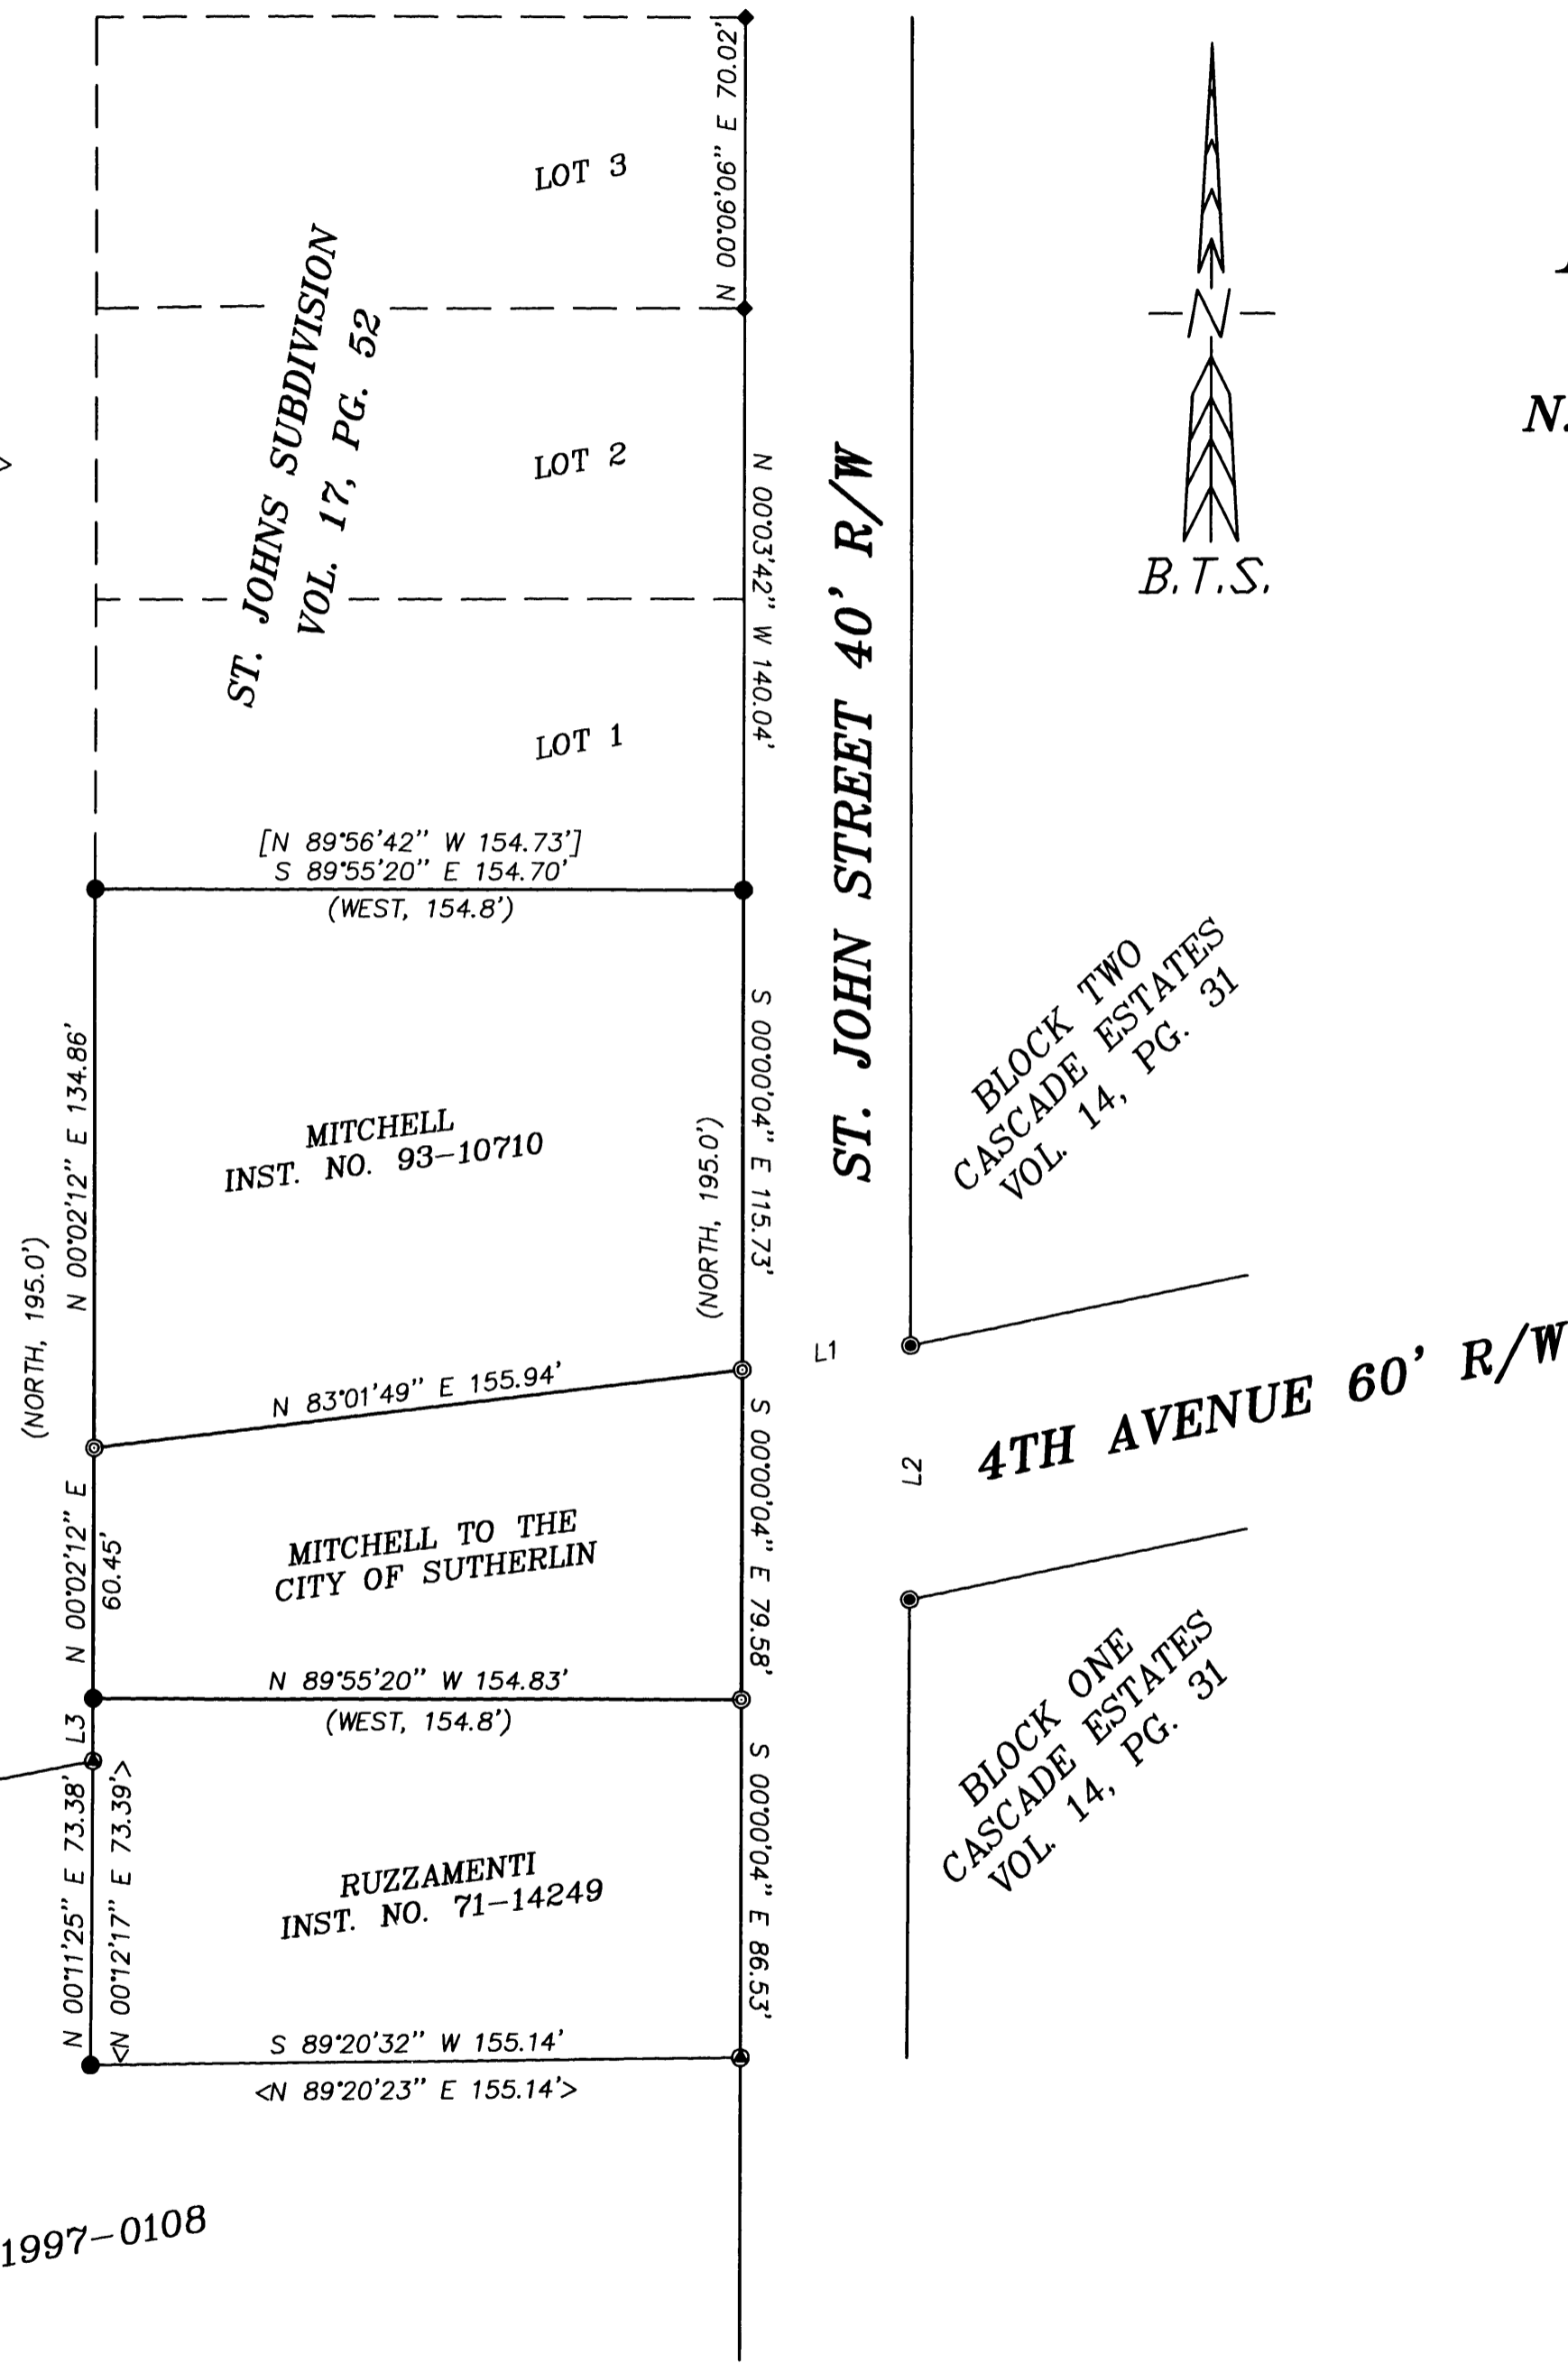 N 00°06'06" E 70.02'
LOT 3
ST. JOHNS SUBDIVISION
VOL. 17, PG. 52
LOT 2
N 00°03'42" W 140.04'
LOT 1
[N 89°56'42" W 154.73']
S 89°55'20" E 154.70'
(WEST, 154.8')
N 00°02'12" E 134.86'
(NORTH, 195.0')
MITCHELL
INST. NO. 93-10710
(NORTH, 195.0')
S 00°00'04" E 115.73'
ST. JOHN STREET 40' R/W
N
B.T.S.
N.
BLOCK TWO
CASCADE ESTATES
VOL. 14, PG. 31
L1
N 83°01'49" E 155.94'
4TH AVENUE 60' R/W
L2
N 00°02'12" E
60.45'
MITCHELL TO THE
CITY OF SUTHERLIN
S 00°00'04" E 79.58'
N 89°55'20" W 154.83'
(WEST, 154.8')
L3
BLOCK ONE
CASCADE ESTATES
VOL. 14, PG. 31
N 00°11'25" E 73.38'
<N 00°12'17" E 73.39'>
RUZZAMENTI
INST. NO. 71-14249
S 00°00'04" E 86.53'
S 89°20'32" W 155.14'
<N 89°20'23" E 155.14'>
1997-0108